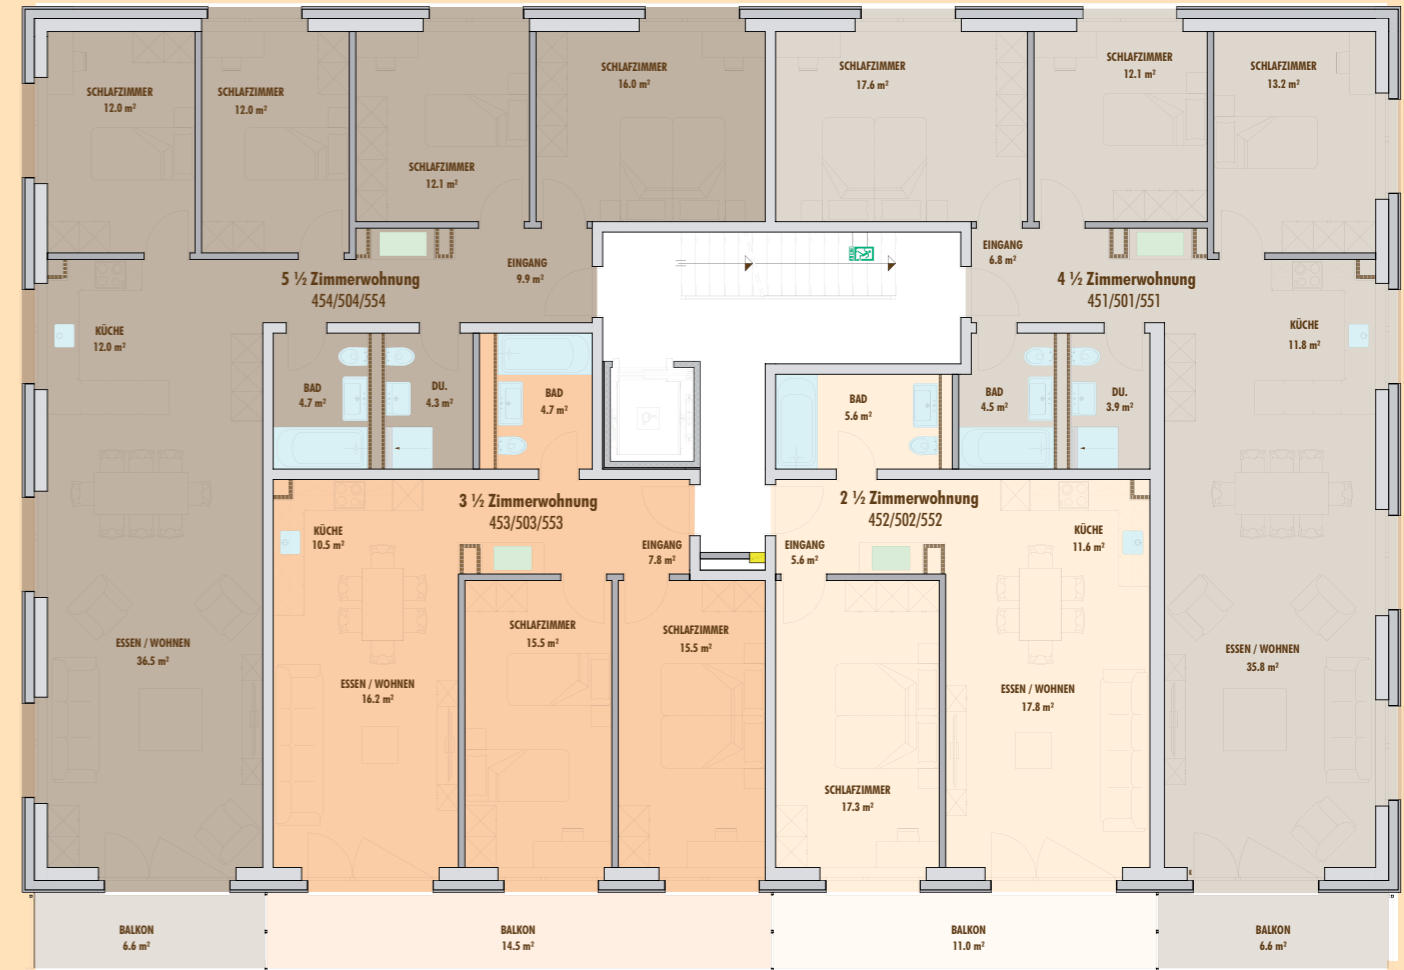 SCHLAFZIMMER
12.0 m²
SCHLAFZIMMER
12.0 m²
SCHLAFZIMMER
12.1 m²
SCHLAFZIMMER
16.0 m²
SCHLAFZIMMER
17.6 m²
SCHLAFZIMMER
12.1 m²
SCHLAFZIMMER
13.2 m²
5 ½ Zimmerwohnung
454/504/554
EINGANG
9.9 m²
EINGANG
6.8 m²
4 ½ Zimmerwohnung
451/501/551
KÜCHE
12.0 m²
KÜCHE
11.8 m²
BAD
4.7 m²
DU.
4.3 m²
BAD
4.7 m²
BAD
5.6 m²
BAD
4.5 m²
DU.
3.9 m²
3 ½ Zimmerwohnung
453/503/553
2 ½ Zimmerwohnung
452/502/552
KÜCHE
10.5 m²
EINGANG
7.8 m²
EINGANG
5.6 m²
KÜCHE
11.6 m²
ESSEN / WOHNEN
36.5 m²
ESSEN / WOHNEN
16.2 m²
SCHLAFZIMMER
15.5 m²
SCHLAFZIMMER
15.5 m²
SCHLAFZIMMER
17.3 m²
ESSEN / WOHNEN
17.8 m²
ESSEN / WOHNEN
35.8 m²
BALKON
6.6 m²
BALKON
14.5 m²
BALKON
11.0 m²
BALKON
6.6 m²